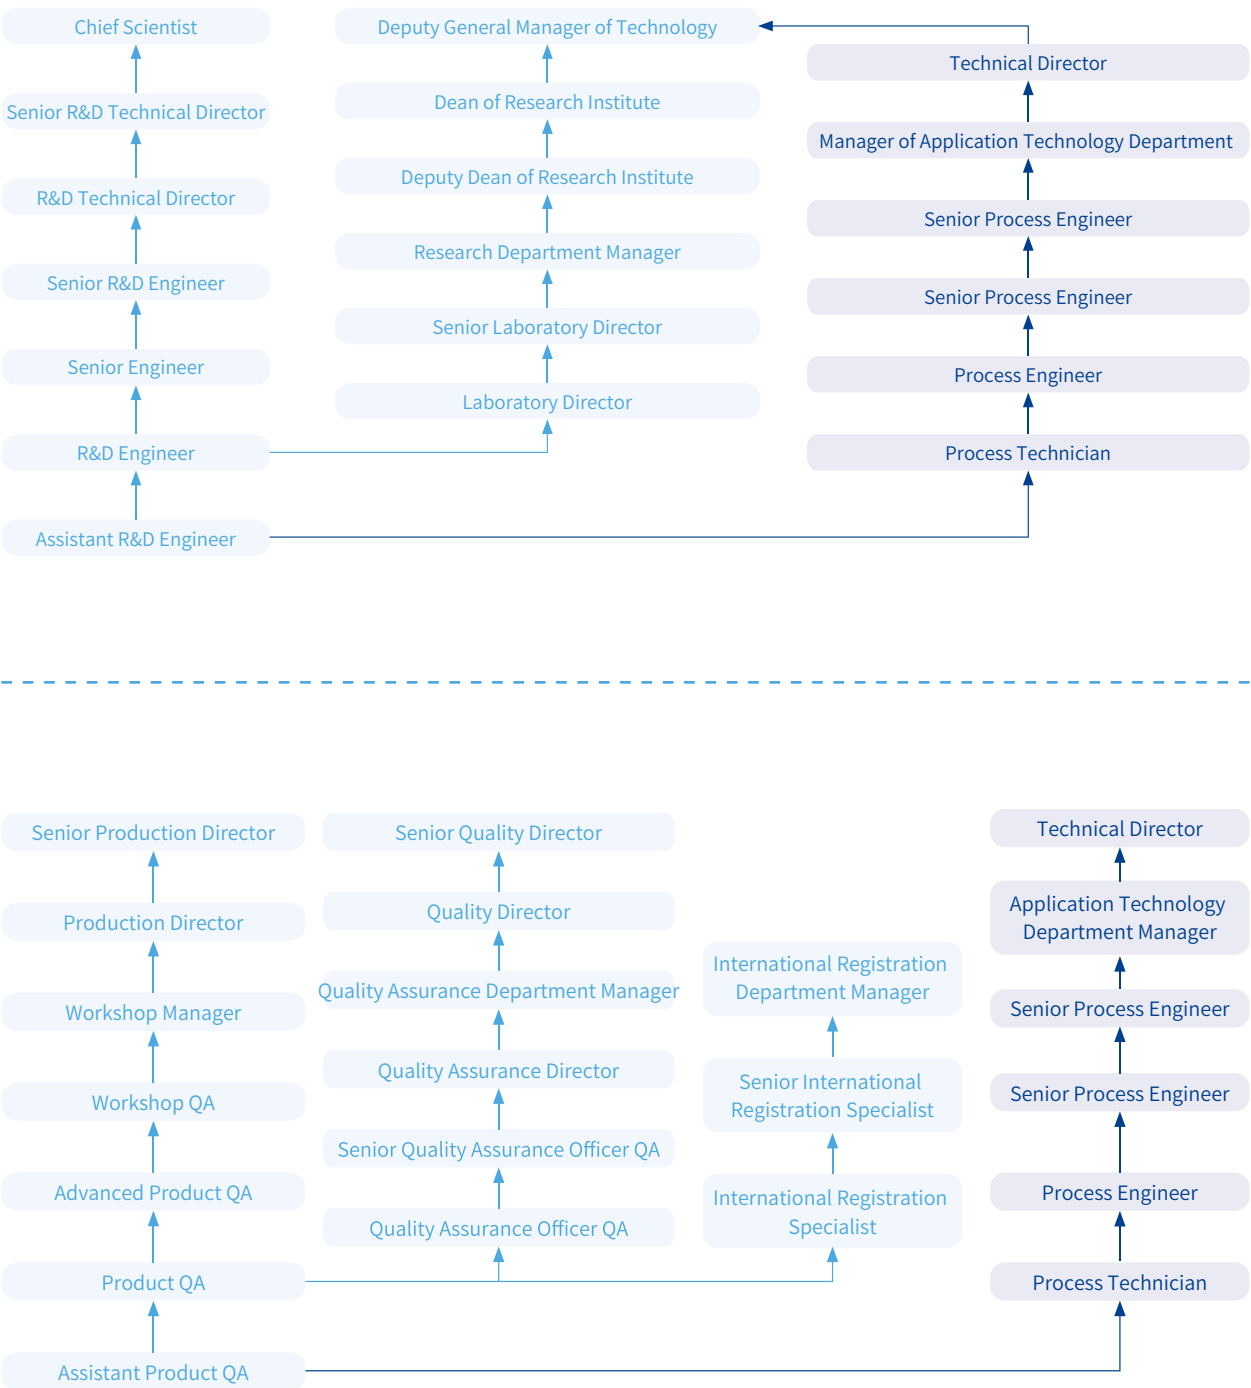 Chief Scientist
Senior R&D Technical Director
R&D Technical Director
Senior R&D Engineer
Senior Engineer
R&D Engineer
Assistant R&D Engineer
Deputy General Manager of Technology
Dean of Research Institute
Deputy Dean of Research Institute
Research Department Manager
Senior Laboratory Director
Laboratory Director
Technical Director
Manager of Application Technology Department
Senior Process Engineer
Senior Process Engineer
Process Engineer
Process Technician
Senior Production Director
Production Director
Workshop Manager
Workshop QA
Advanced Product QA
Product QA
Assistant Product QA
Senior Quality Director
Quality Director
Quality Assurance Department Manager
Quality Assurance Director
Senior Quality Assurance Officer QA
Quality Assurance Officer QA
International Registration
Department Manager
Senior International
Registration Specialist
International Registration
Specialist
Technical Director
Application Technology
Department Manager
Senior Process Engineer
Senior Process Engineer
Process Engineer
Process Technician